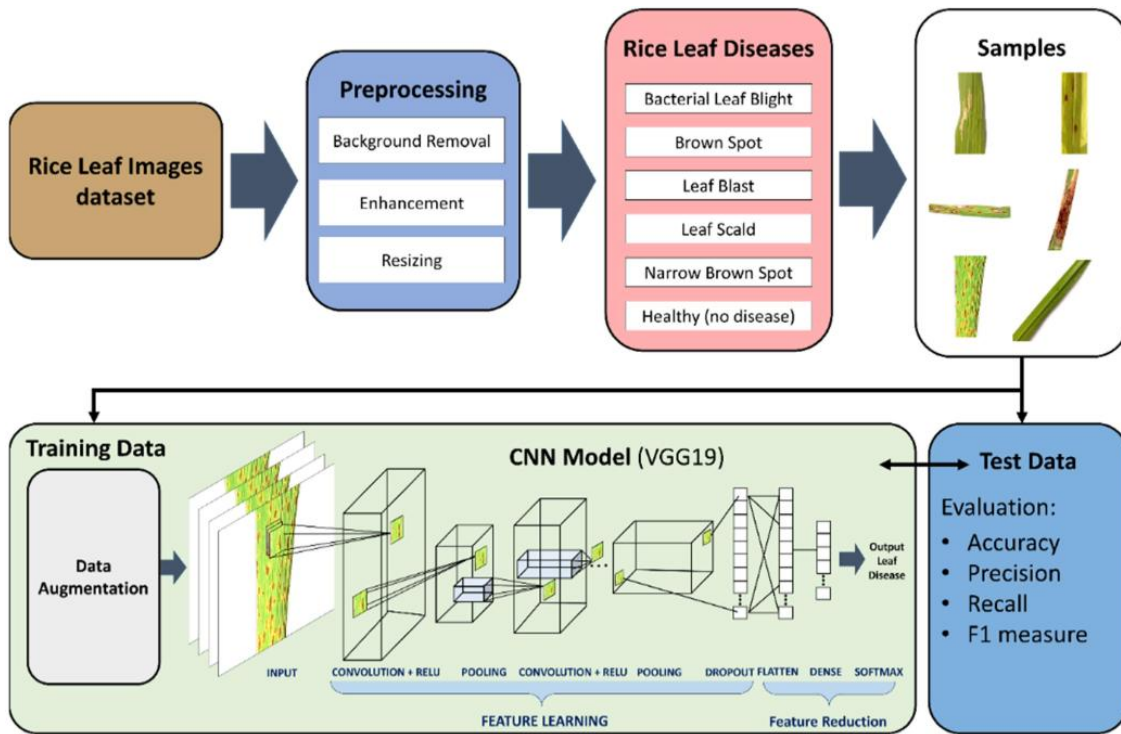 Rice Leaf Images
dataset
Preprocessing
Background Removal
Enhancement
Resizing
Rice Leaf Diseases
Bacterial Leaf Blight
Brown Spot
Leaf Blast
Leaf Scald
Narrow Brown Spot
Healthy (no disease)
Samples
Training Data
Data
Augmentation
CNN Model (VGG19)
Output
Leaf
Disease
INPUT
CONVOLUTION + RELU
POOLING
CONVOLUTION + RELU
POOLING
DROPOUT
FLATTEN
DENSE
SOFTMAX
FEATURE LEARNING
Feature Reduction
Test Data
Evaluation:
• Accuracy
• Precision
• Recall
• F1 measure